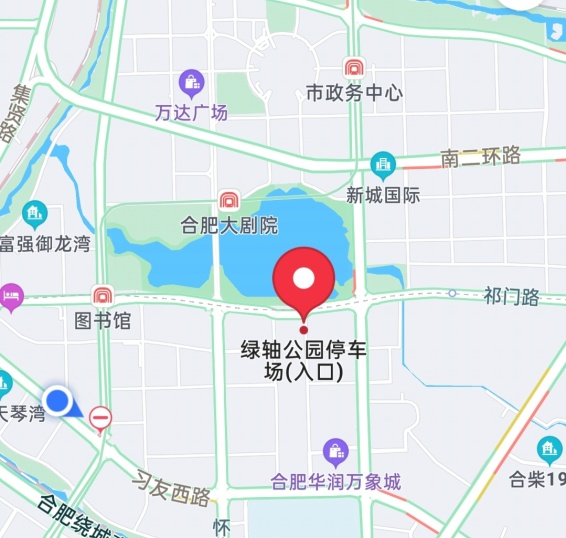 集贤路
万达广场
市政务中心
南二环路
新城国际
合肥大剧院
富强御龙湾
图书馆
祁门路
绿轴公园停车
场(入口)
天琴湾
合肥华润万象城
合柴19
习友西路
合肥绕城
怀